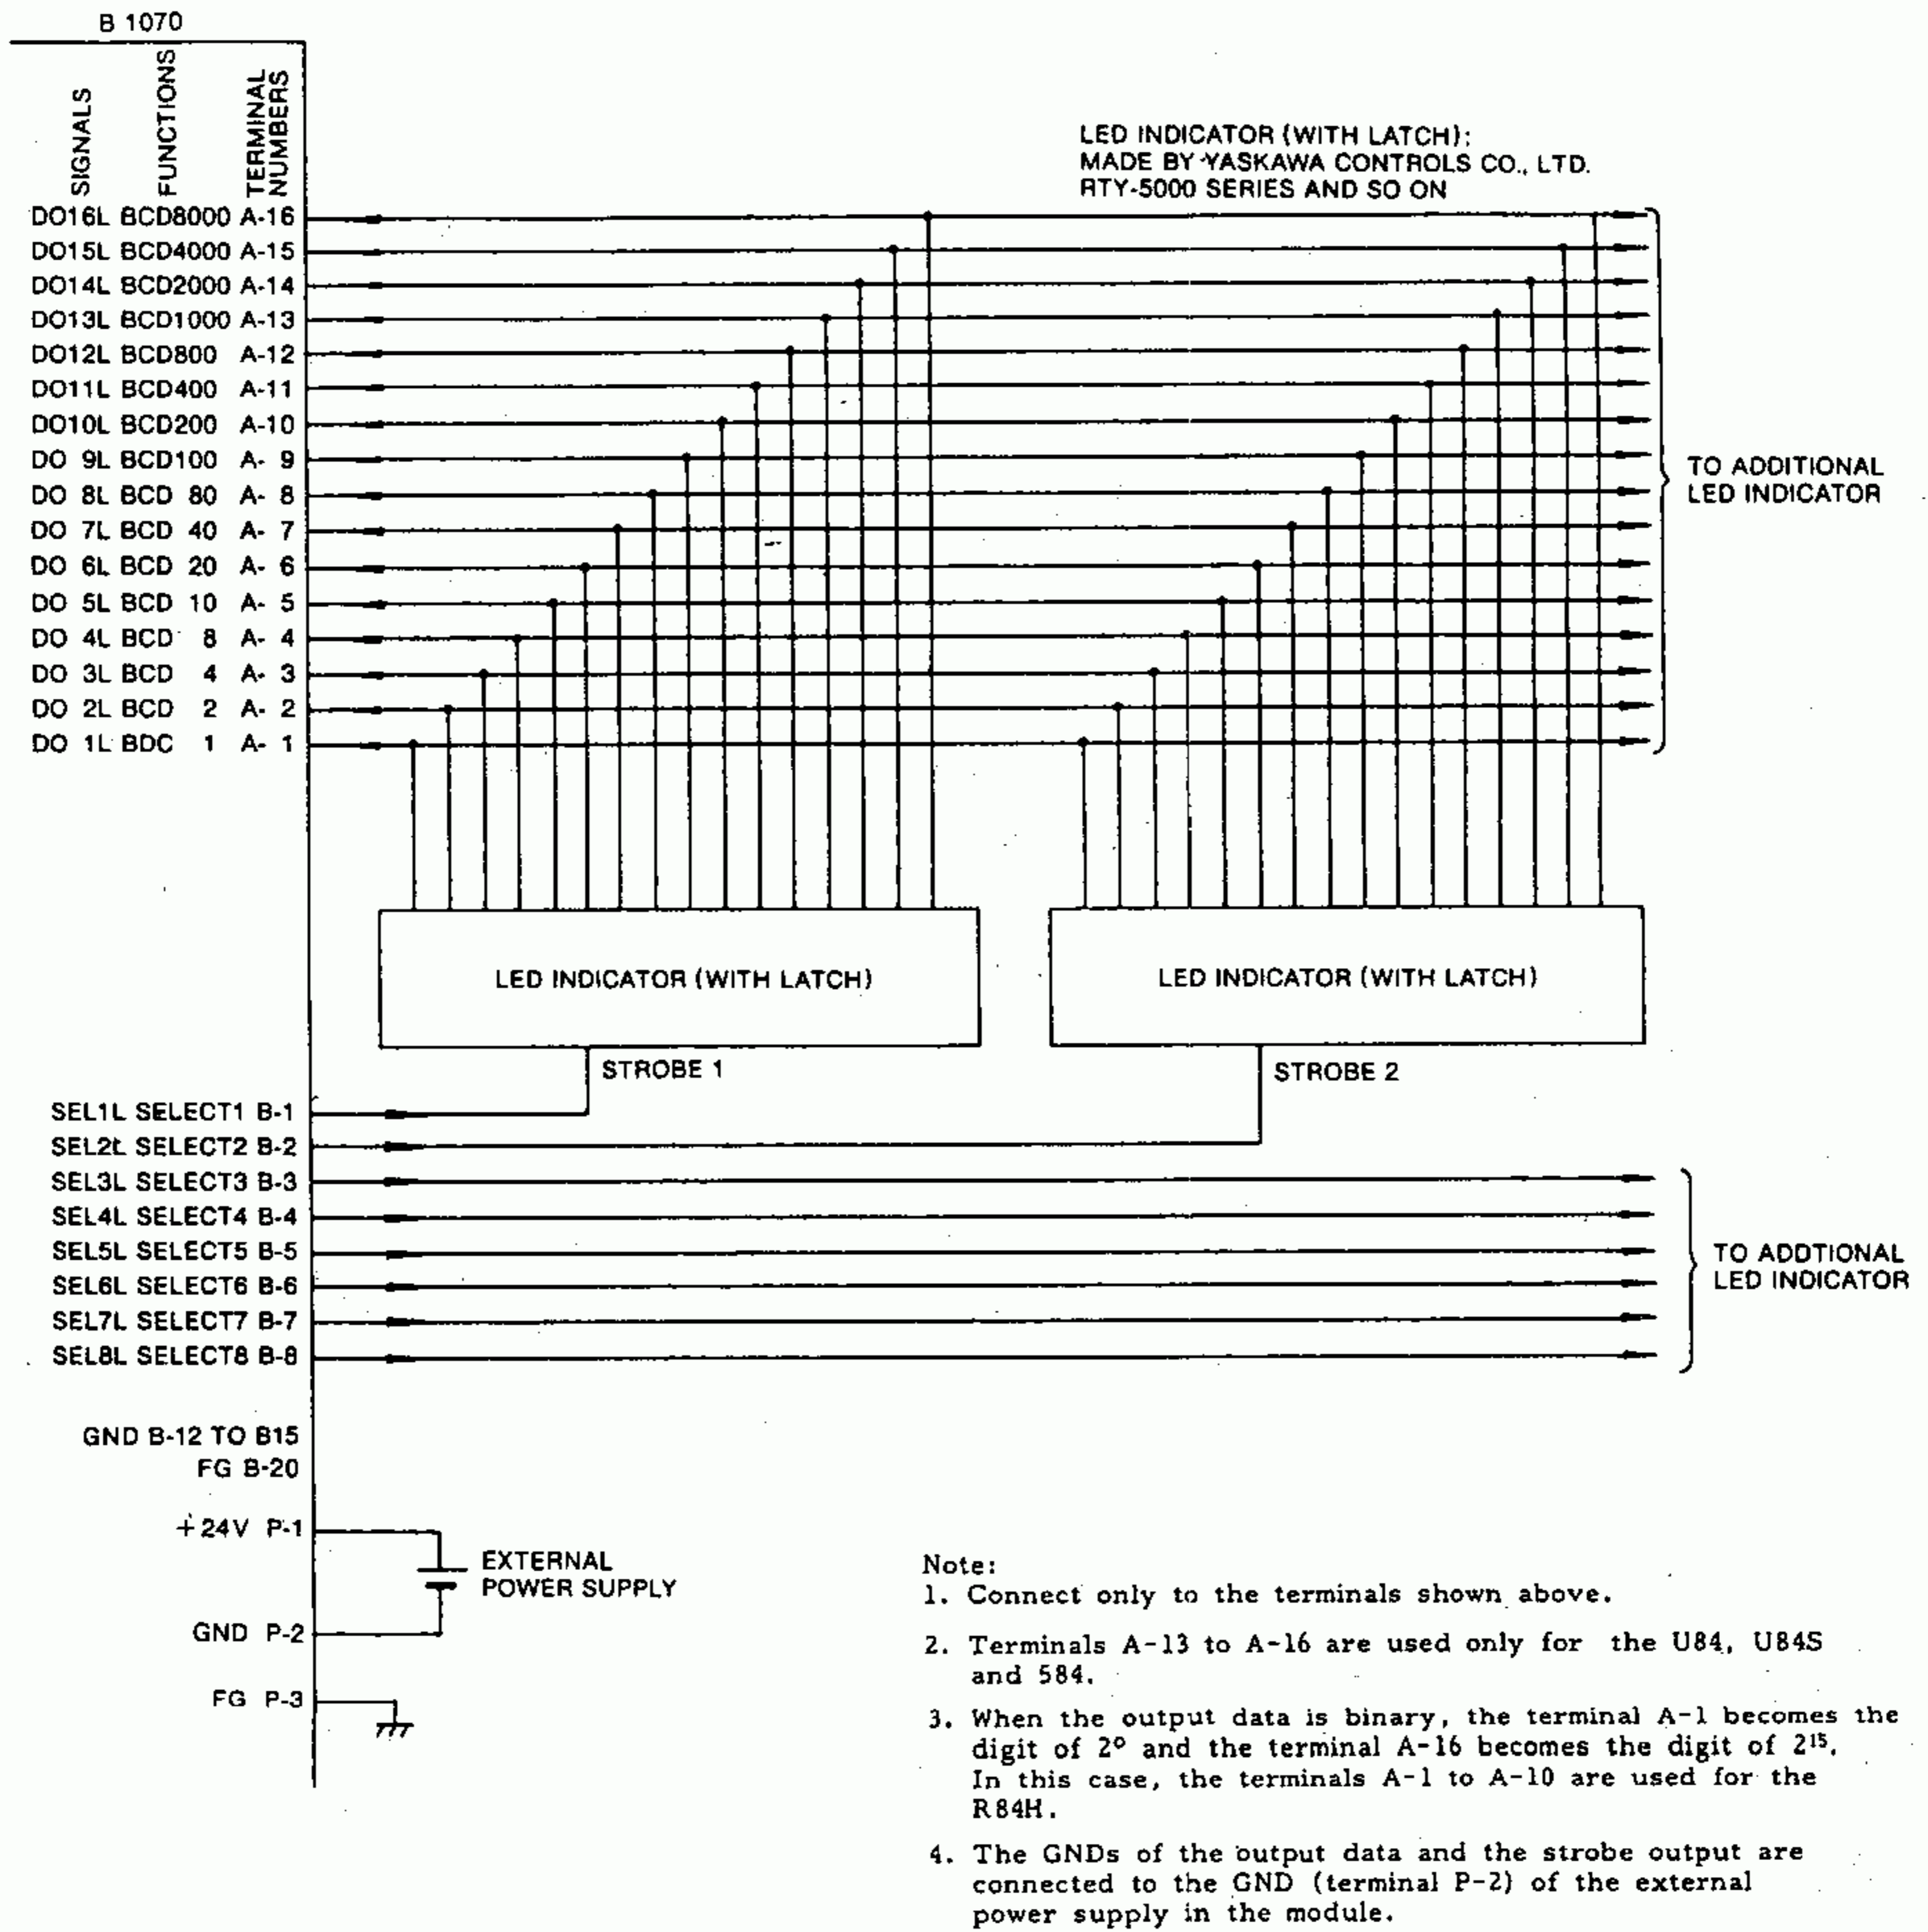 B 1070
SIGNALS
FUNCTIONS
TERMINAL
NUMBERS
LED INDICATOR (WITH LATCH):
MADE BY YASKAWA CONTROLS CO., LTD.
RTY-5000 SERIES AND SO ON
DO16L BCD8000 A-16
DO15L BCD4000 A-15
DO14L BCD2000 A-14
DO13L BCD1000 A-13
DO12L BCD800 A-12
DO11L BCD400 A-11
DO10L BCD200 A-10
DO 9L BCD100 A- 9
DO 8L BCD 80 A- 8
DO 7L BCD 40 A- 7
DO 6L BCD 20 A- 6
DO 5L BCD 10 A- 5
DO 4L BCD 8 A- 4
DO 3L BCD 4 A- 3
DO 2L BCD 2 A- 2
DO 1L BDC 1 A- 1
TO ADDITIONAL
LED INDICATOR
LED INDICATOR (WITH LATCH)
LED INDICATOR (WITH LATCH)
STROBE 1
STROBE 2
SEL1L SELECT1 B-1
SEL2L SELECT2 B-2
SEL3L SELECT3 B-3
SEL4L SELECT4 B-4
SEL5L SELECT5 B-5
SEL6L SELECT6 B-6
SEL7L SELECT7 B-7
SEL8L SELECT8 B-8
TO ADDTIONAL
LED INDICATOR
GND B-12 TO B15
FG B-20
+24V P-1
EXTERNAL
POWER SUPPLY
GND P-2
FG P-3
Note:
1. Connect only to the terminals shown above.
2. Terminals A-13 to A-16 are used only for the U84, U84S
and 584.
3. When the output data is binary, the terminal A-1 becomes the
digit of 2⁰ and the terminal A-16 becomes the digit of 2¹⁵.
In this case, the terminals A-1 to A-10 are used for the
R84H.
4. The GNDs of the output data and the strobe output are
connected to the GND (terminal P-2) of the external
power supply in the module.